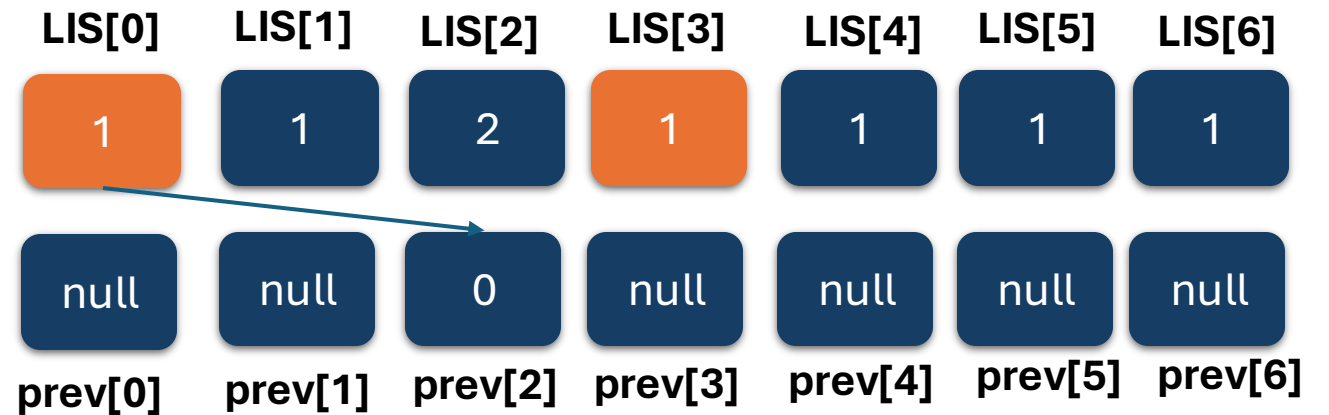 LIS[0] LIS[1] LIS[2] LIS[3] LIS[4] LIS[5] LIS[6]
1 1 2 1 1 1 1
null null 0 null null null null
prev[0] prev[1] prev[2] prev[3] prev[4] prev[5] prev[6]